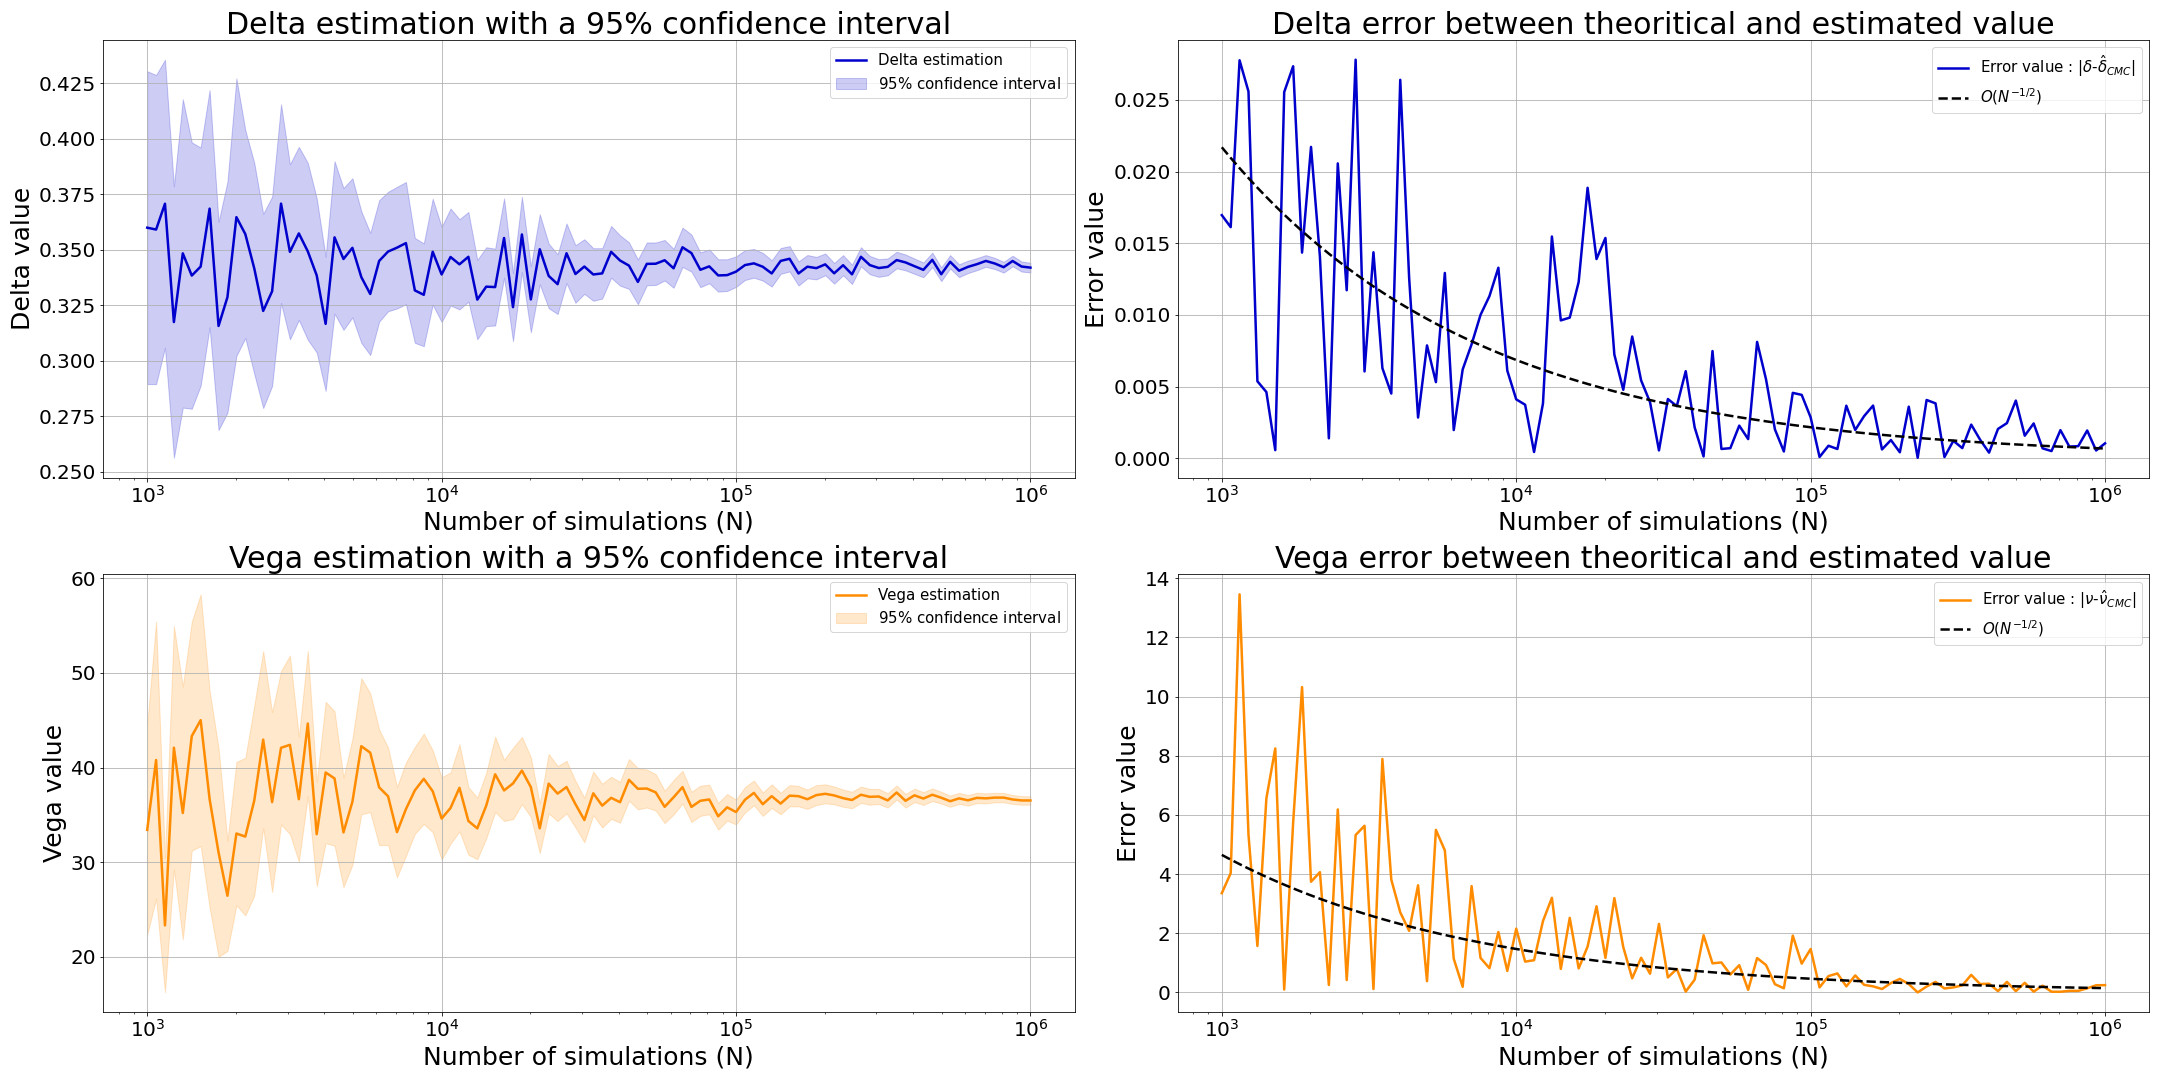 Delta estimation with a 95% confidence interval
Delta value
0.425
0.400
0.375
0.350
0.325
0.300
0.275
0.250
Delta estimation
95% confidence interval
10³ 10⁴ 10⁵ 10⁶
Number of simulations (N)
Delta error between theoritical and estimated value
Error value
0.025
0.020
0.015
0.010
0.005
0.000
Error value : |δ-δ̂_CMC|
O(N⁻¹/²)
10³ 10⁴ 10⁵ 10⁶
Number of simulations (N)
Vega estimation with a 95% confidence interval
Vega value
60
50
40
30
20
Vega estimation
95% confidence interval
10³ 10⁴ 10⁵ 10⁶
Number of simulations (N)
Vega error between theoritical and estimated value
Error value
14
12
10
8
6
4
2
0
Error value : |ν-ν̂_CMC|
O(N⁻¹/²)
10³ 10⁴ 10⁵ 10⁶
Number of simulations (N)